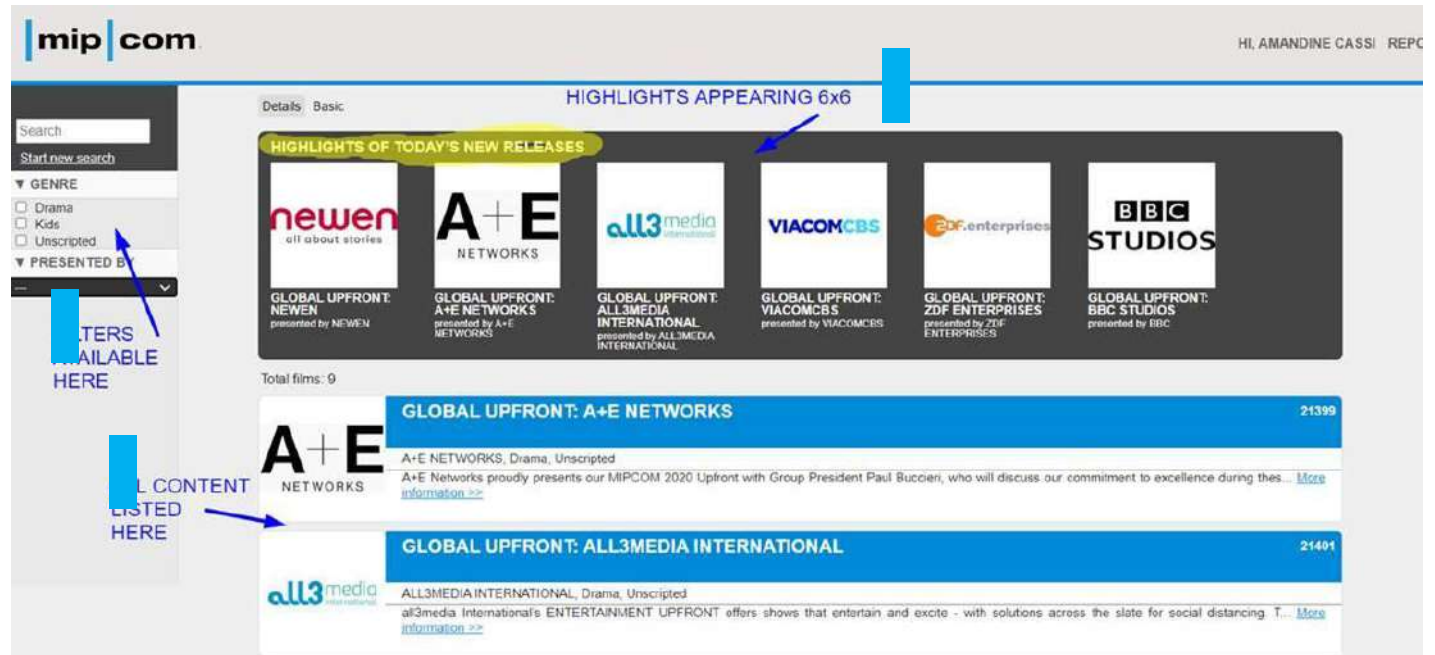 mip com
HI, AMANDINE CASSI REPO
Details Basic
HIGHLIGHTS APPEARING 6x6
Search
Start new search
▼ GENRE
Drama
Kids
Unscripted
▼ PRESENTED BY
---
HERE
HIGHLIGHTS OF TODAY'S NEW RELEASES
newen
all about stories
A+E
NETWORKS
all3media
international
VIACOMCBS
ZDF.enterprises
BBC
STUDIOS
GLOBAL UPFRONT:
NEWEN
presented by NEWEN
GLOBAL UPFRONT:
A+E NETWORKS
presented by A+E
NETWORKS
GLOBAL UPFRONT:
ALL3MEDIA
INTERNATIONAL
presented by ALL3MEDIA
INTERNATIONAL
GLOBAL UPFRONT:
VIACOMCBS
presented by VIACOMCBS
GLOBAL UPFRONT:
ZDF ENTERPRISES
presented by ZDF
ENTERPRISES
GLOBAL UPFRONT:
BBC STUDIOS
presented by BBC
Total films: 9
A+E
NETWORKS
GLOBAL UPFRONT: A+E NETWORKS 21399
A+E NETWORKS, Drama, Unscripted
A+E Networks proudly presents our MIPCOM 2020 Upfront with Group President Paul Buccieri, who will discuss our commitment to excellence during thes... More
information >>
CONTENT
LISTED
HERE
all3media
international
GLOBAL UPFRONT: ALL3MEDIA INTERNATIONAL 21401
ALL3MEDIA INTERNATIONAL, Drama, Unscripted
all3media International's ENTERTAINMENT UPFRONT offers shows that entertain and excite - with solutions across the slate for social distancing. T... More
information >>